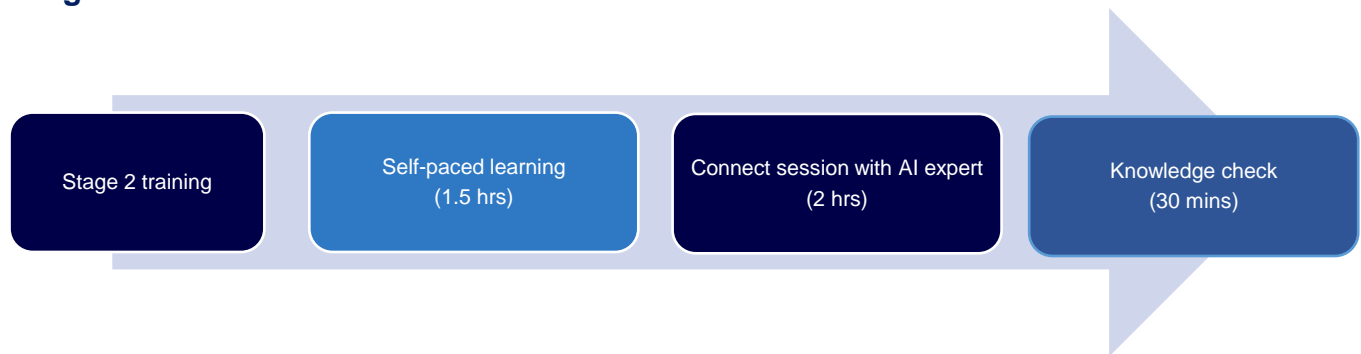 Stage 2 training
Self-paced learning
(1.5 hrs)
Connect session with AI expert
(2 hrs)
Knowledge check
(30 mins)